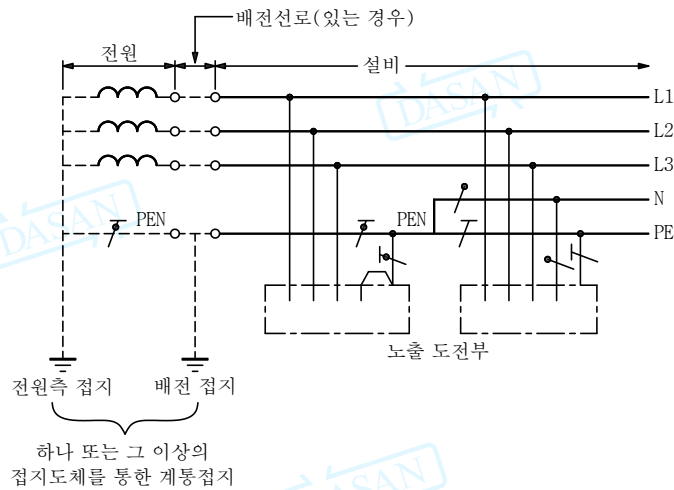 배전선로(있는 경우)
전원
설비
L1
DASAN
L2
L3
N
PEN
PEN
PE
DASAN
노출 도전부
전원측 접지
배전 접지
하나 또는 그 이상의
접지도체를 통한 계통접지
DASAN